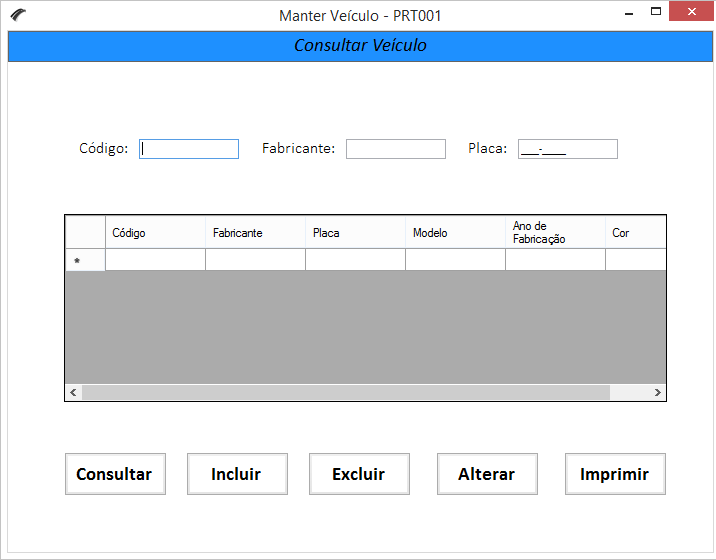 Manter Veículo - PRT001
Consultar Veículo
Código: Fabricante: Placa: ___-____
Código Fabricante Placa Modelo Ano de Fabricação Cor
*
Consultar Incluir Excluir Alterar Imprimir